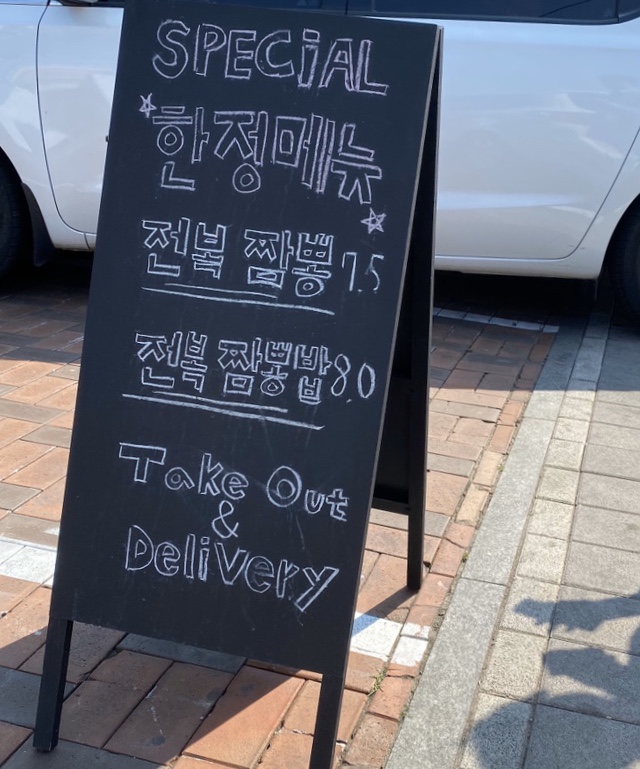 SPECiAL
한정메뉴
전복 짬뽕 7.5
전복 짬뽕밥 8.0
Take Out
&
Delivery